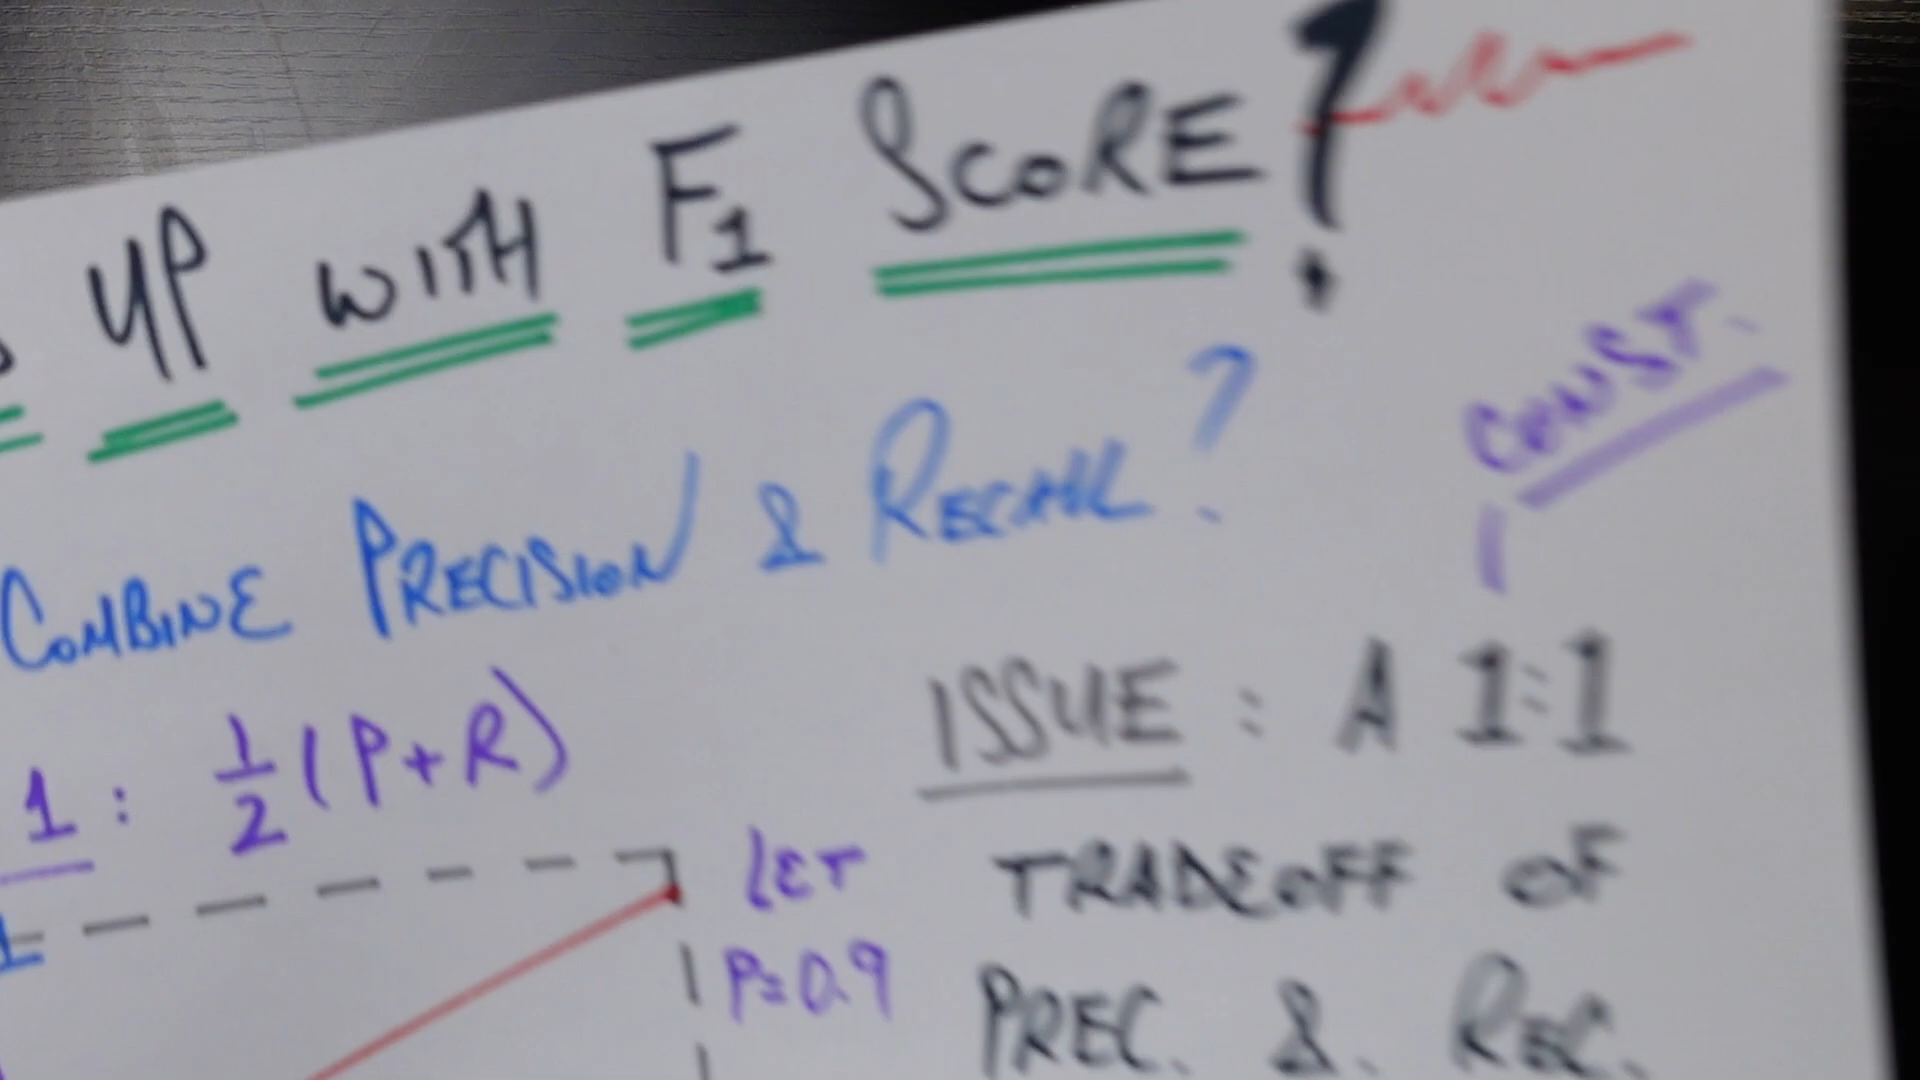 UP WITH F1 SCORE?
CONST.
COMBINE PRECISION & RECALL?
1: 1/2 (P+R)
ISSUE: A 1:1
TRADEOFF OF
PREC. & REC.
LET
P=0.9
1